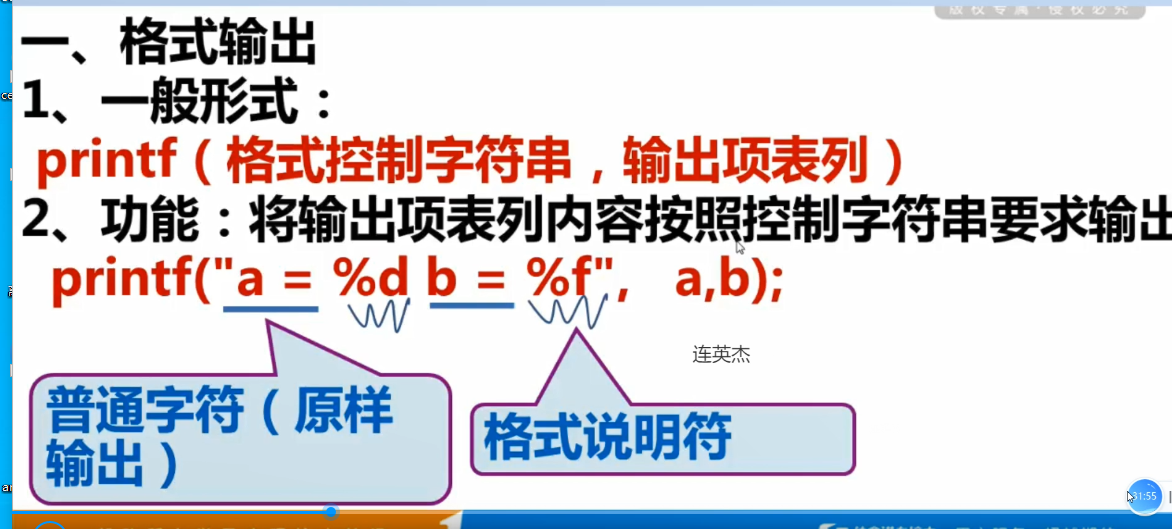 版权专属·侵权必究
一、格式输出
1、一般形式：
printf（格式控制字符串，输出项表列）
2、功能：将输出项表列内容按照控制字符串要求输出
printf("a = %d b = %f", a,b);
连英杰
普通字符（原样
输出）
格式说明符
31:55